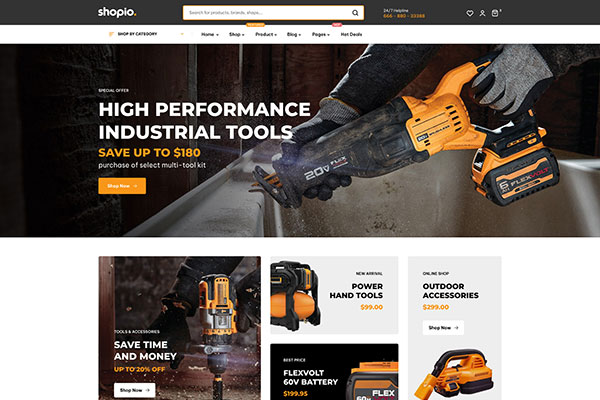 shopio.
Search for products, brands, shops...
24/7 Helpline
666 - 880 - 03388
SHOP BY CATEGORY
Home
Shop
Product
Blog
Pages
Hot Deals
SPECIAL OFFER
HIGH PERFORMANCE
INDUSTRIAL TOOLS
SAVE UP TO $180
purchase of select multi-tool kit
Shop Now →
20V FLEX
6
FLEXVOLT
TOOLS & ACCESSORIES
SAVE TIME
AND MONEY
UP TO 20% OFF
Shop Now →
NEW ARRIVAL
POWER
HAND TOOLS
$99.00
BEST PRICE
FLEXVOLT
60V BATTERY
$199.95
FLEX
60v
ONLINE SHOP
OUTDOOR
ACCESSORIES
$299.00
Shop Now →